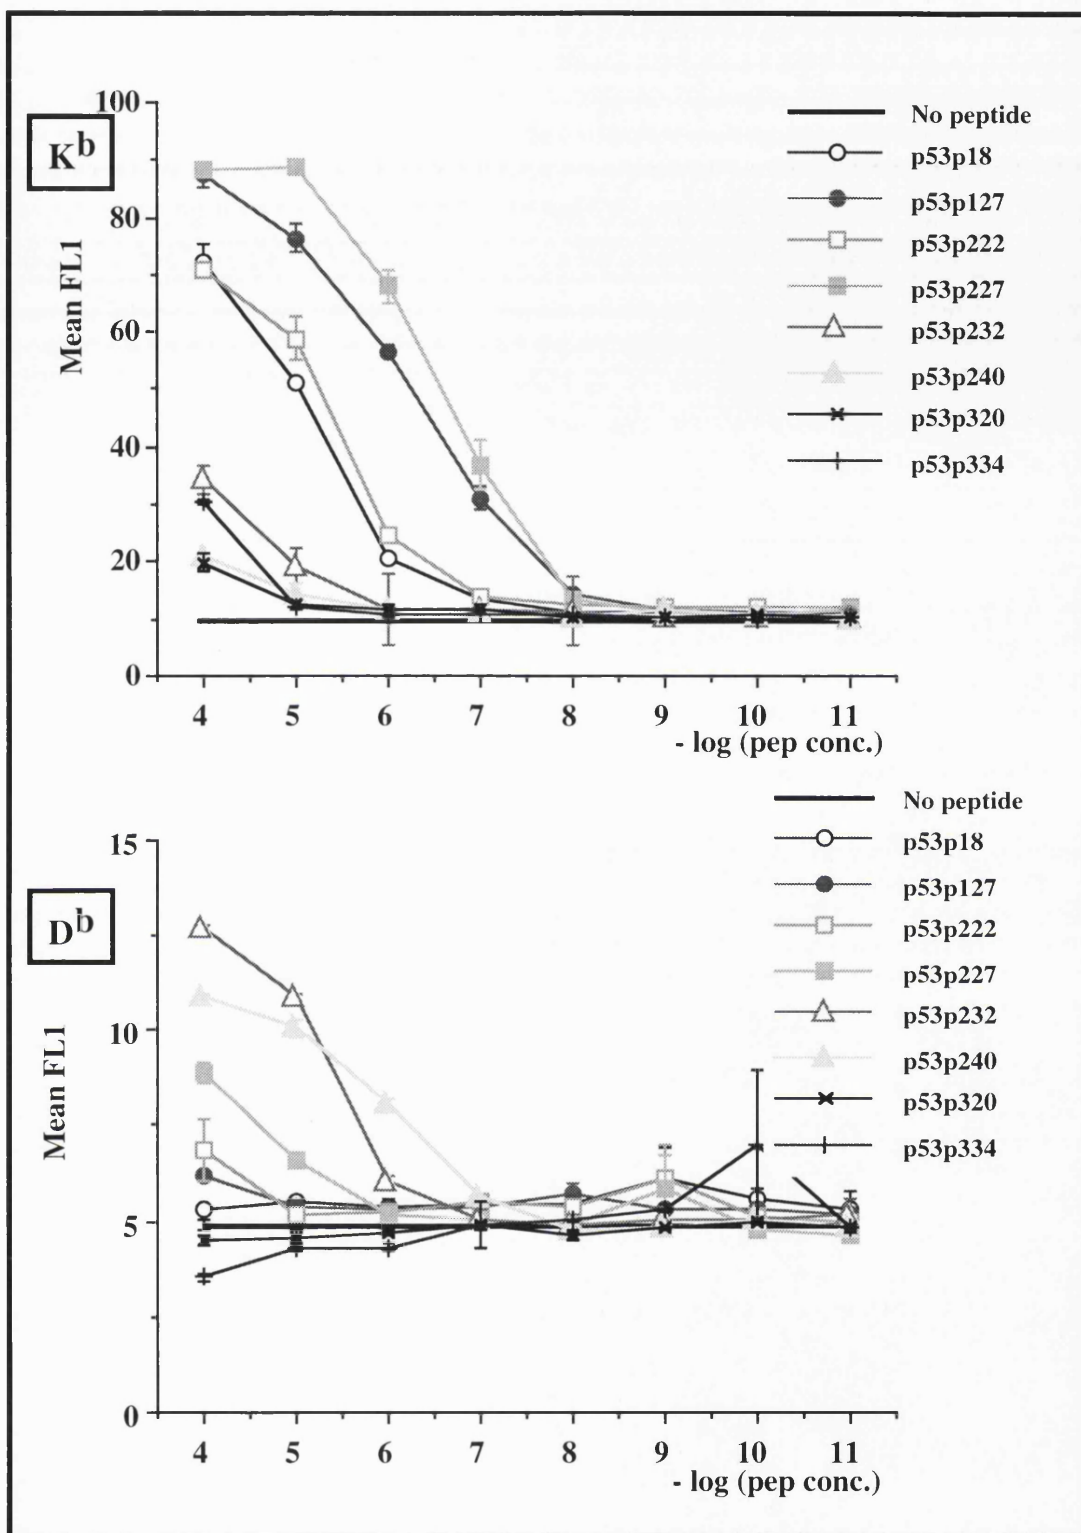 K^b
Mean FL1
100
80
60
40
20
0
4 5 6 7 8 9 10 11
- log (pep conc.)
No peptide
p53p18
p53p127
p53p222
p53p227
p53p232
p53p240
p53p320
p53p334
D^b
Mean FL1
15
10
5
0
4 5 6 7 8 9 10 11
- log (pep conc.)
No peptide
p53p18
p53p127
p53p222
p53p227
p53p232
p53p240
p53p320
p53p334